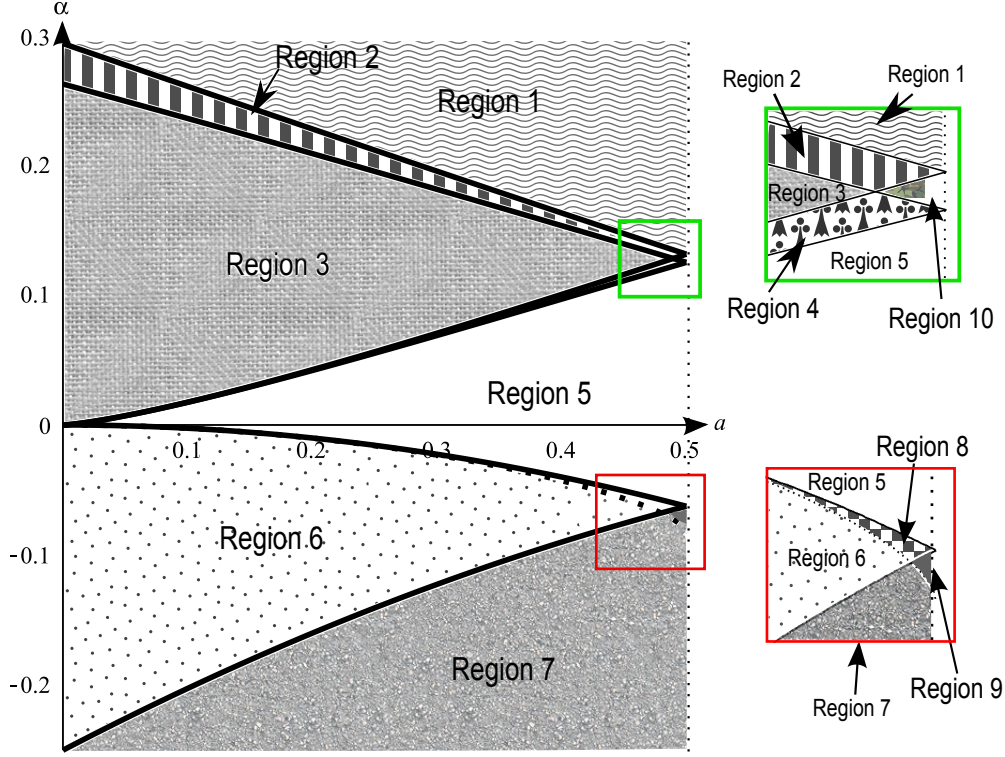 α
0.3
Region 2
Region 1
0.2
Region 3
0.1
Region 5
0
a
0.1
0.2
0.3
0.4
0.5
Region 6
-0.1
Region 7
-0.2
Region 2
Region 1
Region 3
Region 5
Region 4
Region 10
Region 8
Region 5
Region 6
Region 9
Region 7